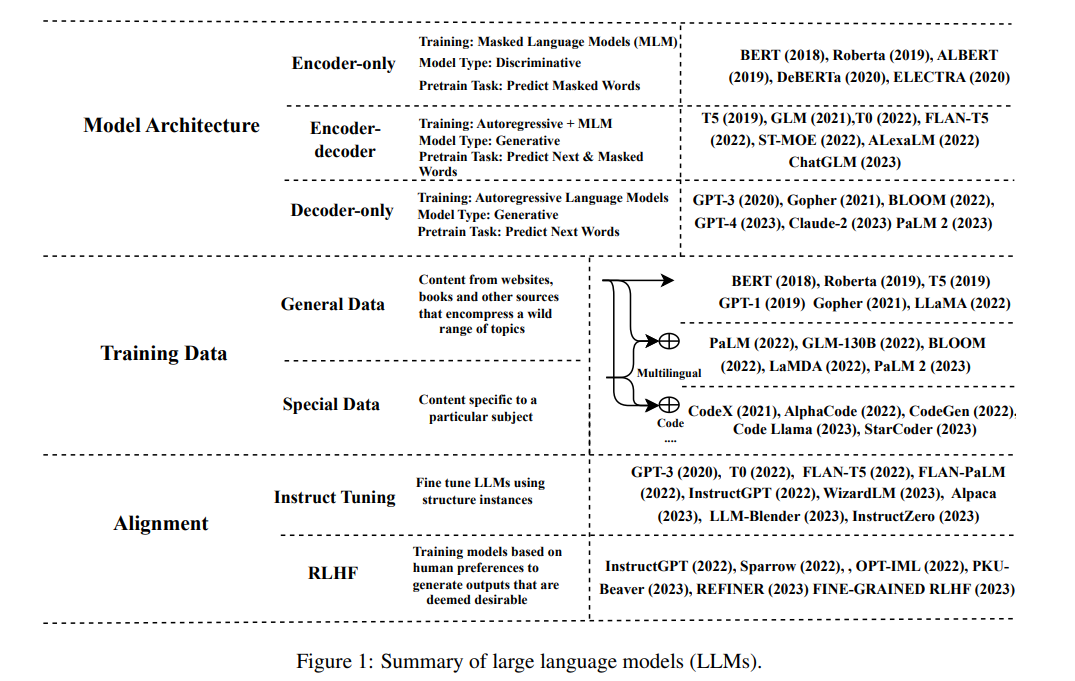 Model Architecture
Encoder-only
Training: Masked Language Models (MLM)
Model Type: Discriminative
Pretrain Task: Predict Masked Words
BERT (2018), Roberta (2019), ALBERT
(2019), DeBERTa (2020), ELECTRA (2020)
Encoder-
decoder
Training: Autoregressive + MLM
Model Type: Generative
Pretrain Task: Predict Next & Masked
Words
T5 (2019), GLM (2021),T0 (2022), FLAN-T5
(2022), ST-MOE (2022), ALexaLM (2022)
ChatGLM (2023)
Decoder-only
Training: Autoregressive Language Models
Model Type: Generative
Pretrain Task: Predict Next Words
GPT-3 (2020), Gopher (2021), BLOOM (2022),
GPT-4 (2023), Claude-2 (2023) PaLM 2 (2023)
Training Data
General Data
Content from websites,
books and other sources
that encompress a wild
range of topics
BERT (2018), Roberta (2019), T5 (2019)
GPT-1 (2019) Gopher (2021), LLaMA (2022)
Multilingual
PaLM (2022), GLM-130B (2022), BLOOM
(2022), LaMDA (2022), PaLM 2 (2023)
Special Data
Content specific to a
particular subject
Code
....
CodeX (2021), AlphaCode (2022), CodeGen (2022),
Code Llama (2023), StarCoder (2023)
Alignment
Instruct Tuning
Fine tune LLMs using
structure instances
GPT-3 (2020), T0 (2022), FLAN-T5 (2022), FLAN-PaLM
(2022), InstructGPT (2022), WizardLM (2023), Alpaca
(2023), LLM-Blender (2023), InstructZero (2023)
RLHF
Training models based on
human preferences to
generate outputs that are
deemed desirable
InstructGPT (2022), Sparrow (2022), , OPT-IML (2022), PKU-
Beaver (2023), REFINER (2023) FINE-GRAINED RLHF (2023)
Figure 1: Summary of large language models (LLMs).